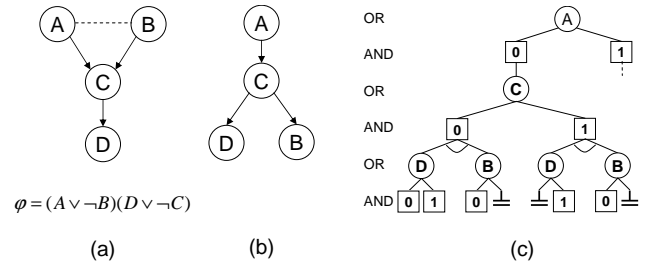 A B
C
D
φ = (A ∨ ¬B)(D ∨ ¬C)
(a)
A
C
D B
(b)
OR A
AND 0 1
OR C
AND 0 1
OR D B D B
AND 0 1 0 1 0
(c)